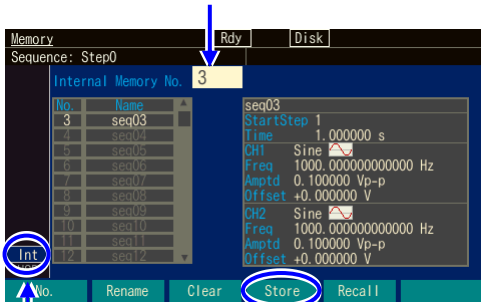 Memory Rdy Disk
Sequence: Step0
Internal Memory No. 3
No. Name
3 seq03
4 seq04
5 seq05
6 seq06
7 seq07
8 seq08
9 seq09
10 seq10
11 seq11
12 seq12
seq03
StartStep 1
Time 1.000000 s
CH1 Sine
Freq 1000.000000000000 Hz
Amptd 0.100000 Vp-p
Offset +0.000000 V
CH2 Sine
Freq 1000.000000000000 Hz
Amptd 0.100000 Vp-p
Offset +0.000000 V
Int
No. Rename Clear Store Recall